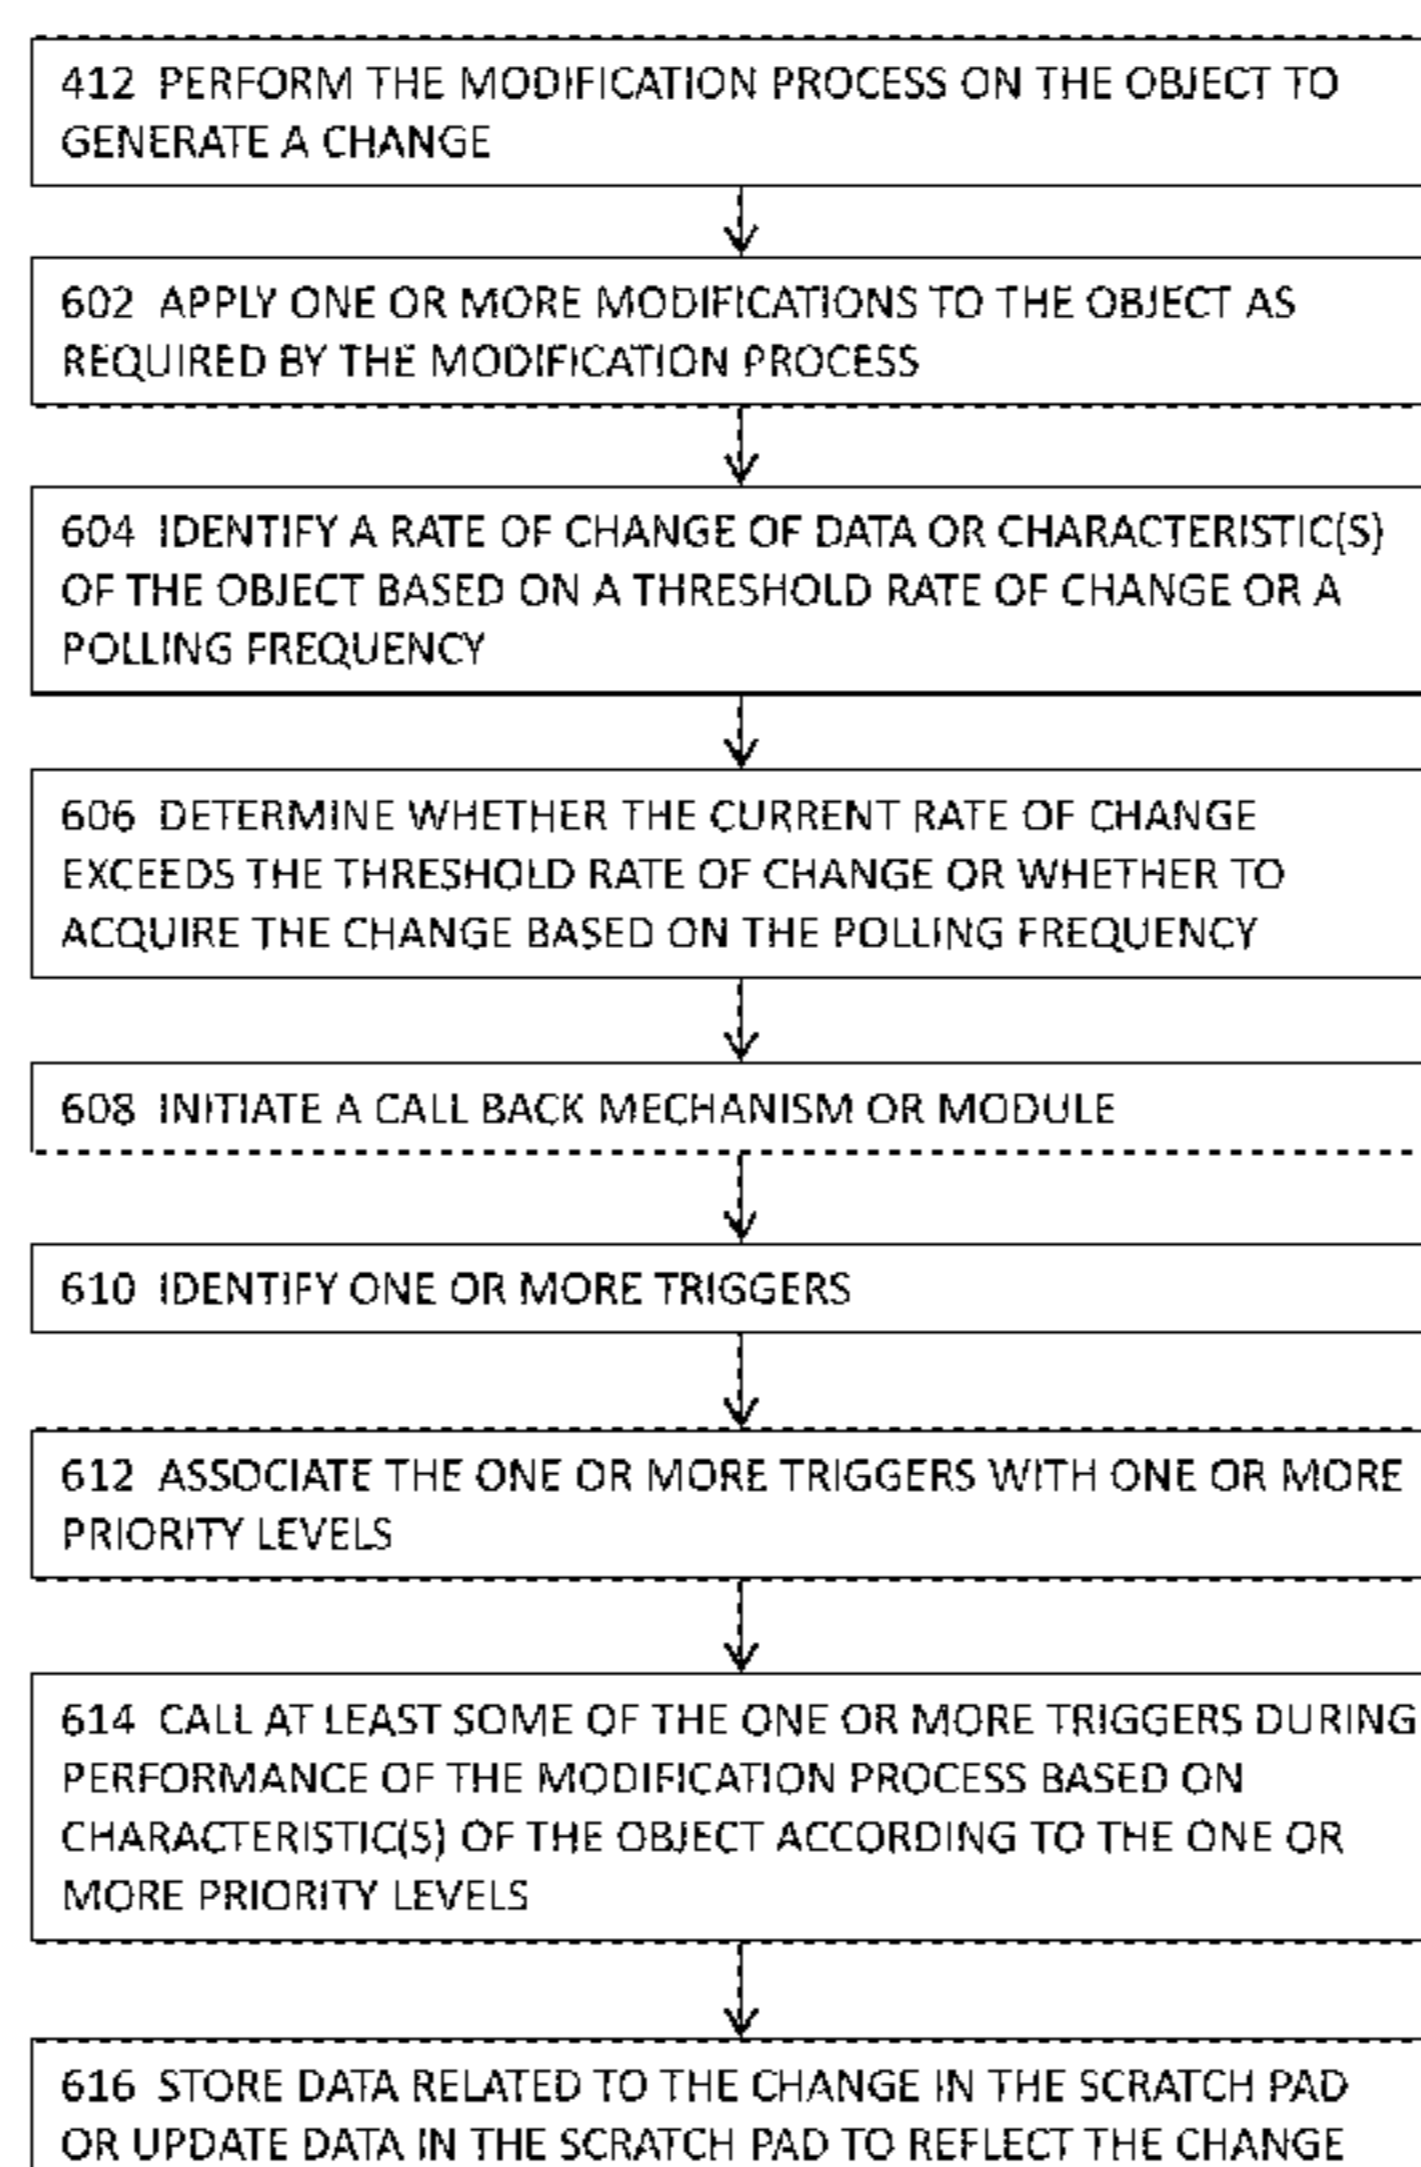 412 PERFORM THE MODIFICATION PROCESS ON THE OBJECT TO
GENERATE A CHANGE
602 APPLY ONE OR MORE MODIFICATIONS TO THE OBJECT AS
REQUIRED BY THE MODIFICATION PROCESS
604 IDENTIFY A RATE OF CHANGE OF DATA OR CHARACTERISTIC(S)
OF THE OBJECT BASED ON A THRESHOLD RATE OF CHANGE OR A
POLLING FREQUENCY
606 DETERMINE WHETHER THE CURRENT RATE OF CHANGE
EXCEEDS THE THRESHOLD RATE OF CHANGE OR WHETHER TO
ACQUIRE THE CHANGE BASED ON THE POLLING FREQUENCY
608 INITIATE A CALL BACK MECHANISM OR MODULE
610 IDENTIFY ONE OR MORE TRIGGERS
612 ASSOCIATE THE ONE OR MORE TRIGGERS WITH ONE OR MORE
PRIORITY LEVELS
614 CALL AT LEAST SOME OF THE ONE OR MORE TRIGGERS DURING
PERFORMANCE OF THE MODIFICATION PROCESS BASED ON
CHARACTERISTIC(S) OF THE OBJECT ACCORDING TO THE ONE OR
MORE PRIORITY LEVELS
616 STORE DATA RELATED TO THE CHANGE IN THE SCRATCH PAD
OR UPDATE DATA IN THE SCRATCH PAD TO REFLECT THE CHANGE